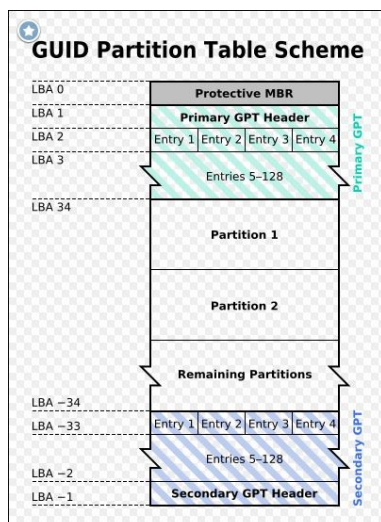 GUID Partition Table Scheme
LBA 0
Protective MBR
LBA 1
Primary GPT Header
LBA 2
Entry 1 Entry 2 Entry 3 Entry 4
LBA 3
Entries 5–128
Primary GPT
LBA 34
Partition 1
Partition 2
Remaining Partitions
LBA −34
LBA −33
Entry 1 Entry 2 Entry 3 Entry 4
Entries 5–128
Secondary GPT
LBA −2
Secondary GPT Header
LBA −1